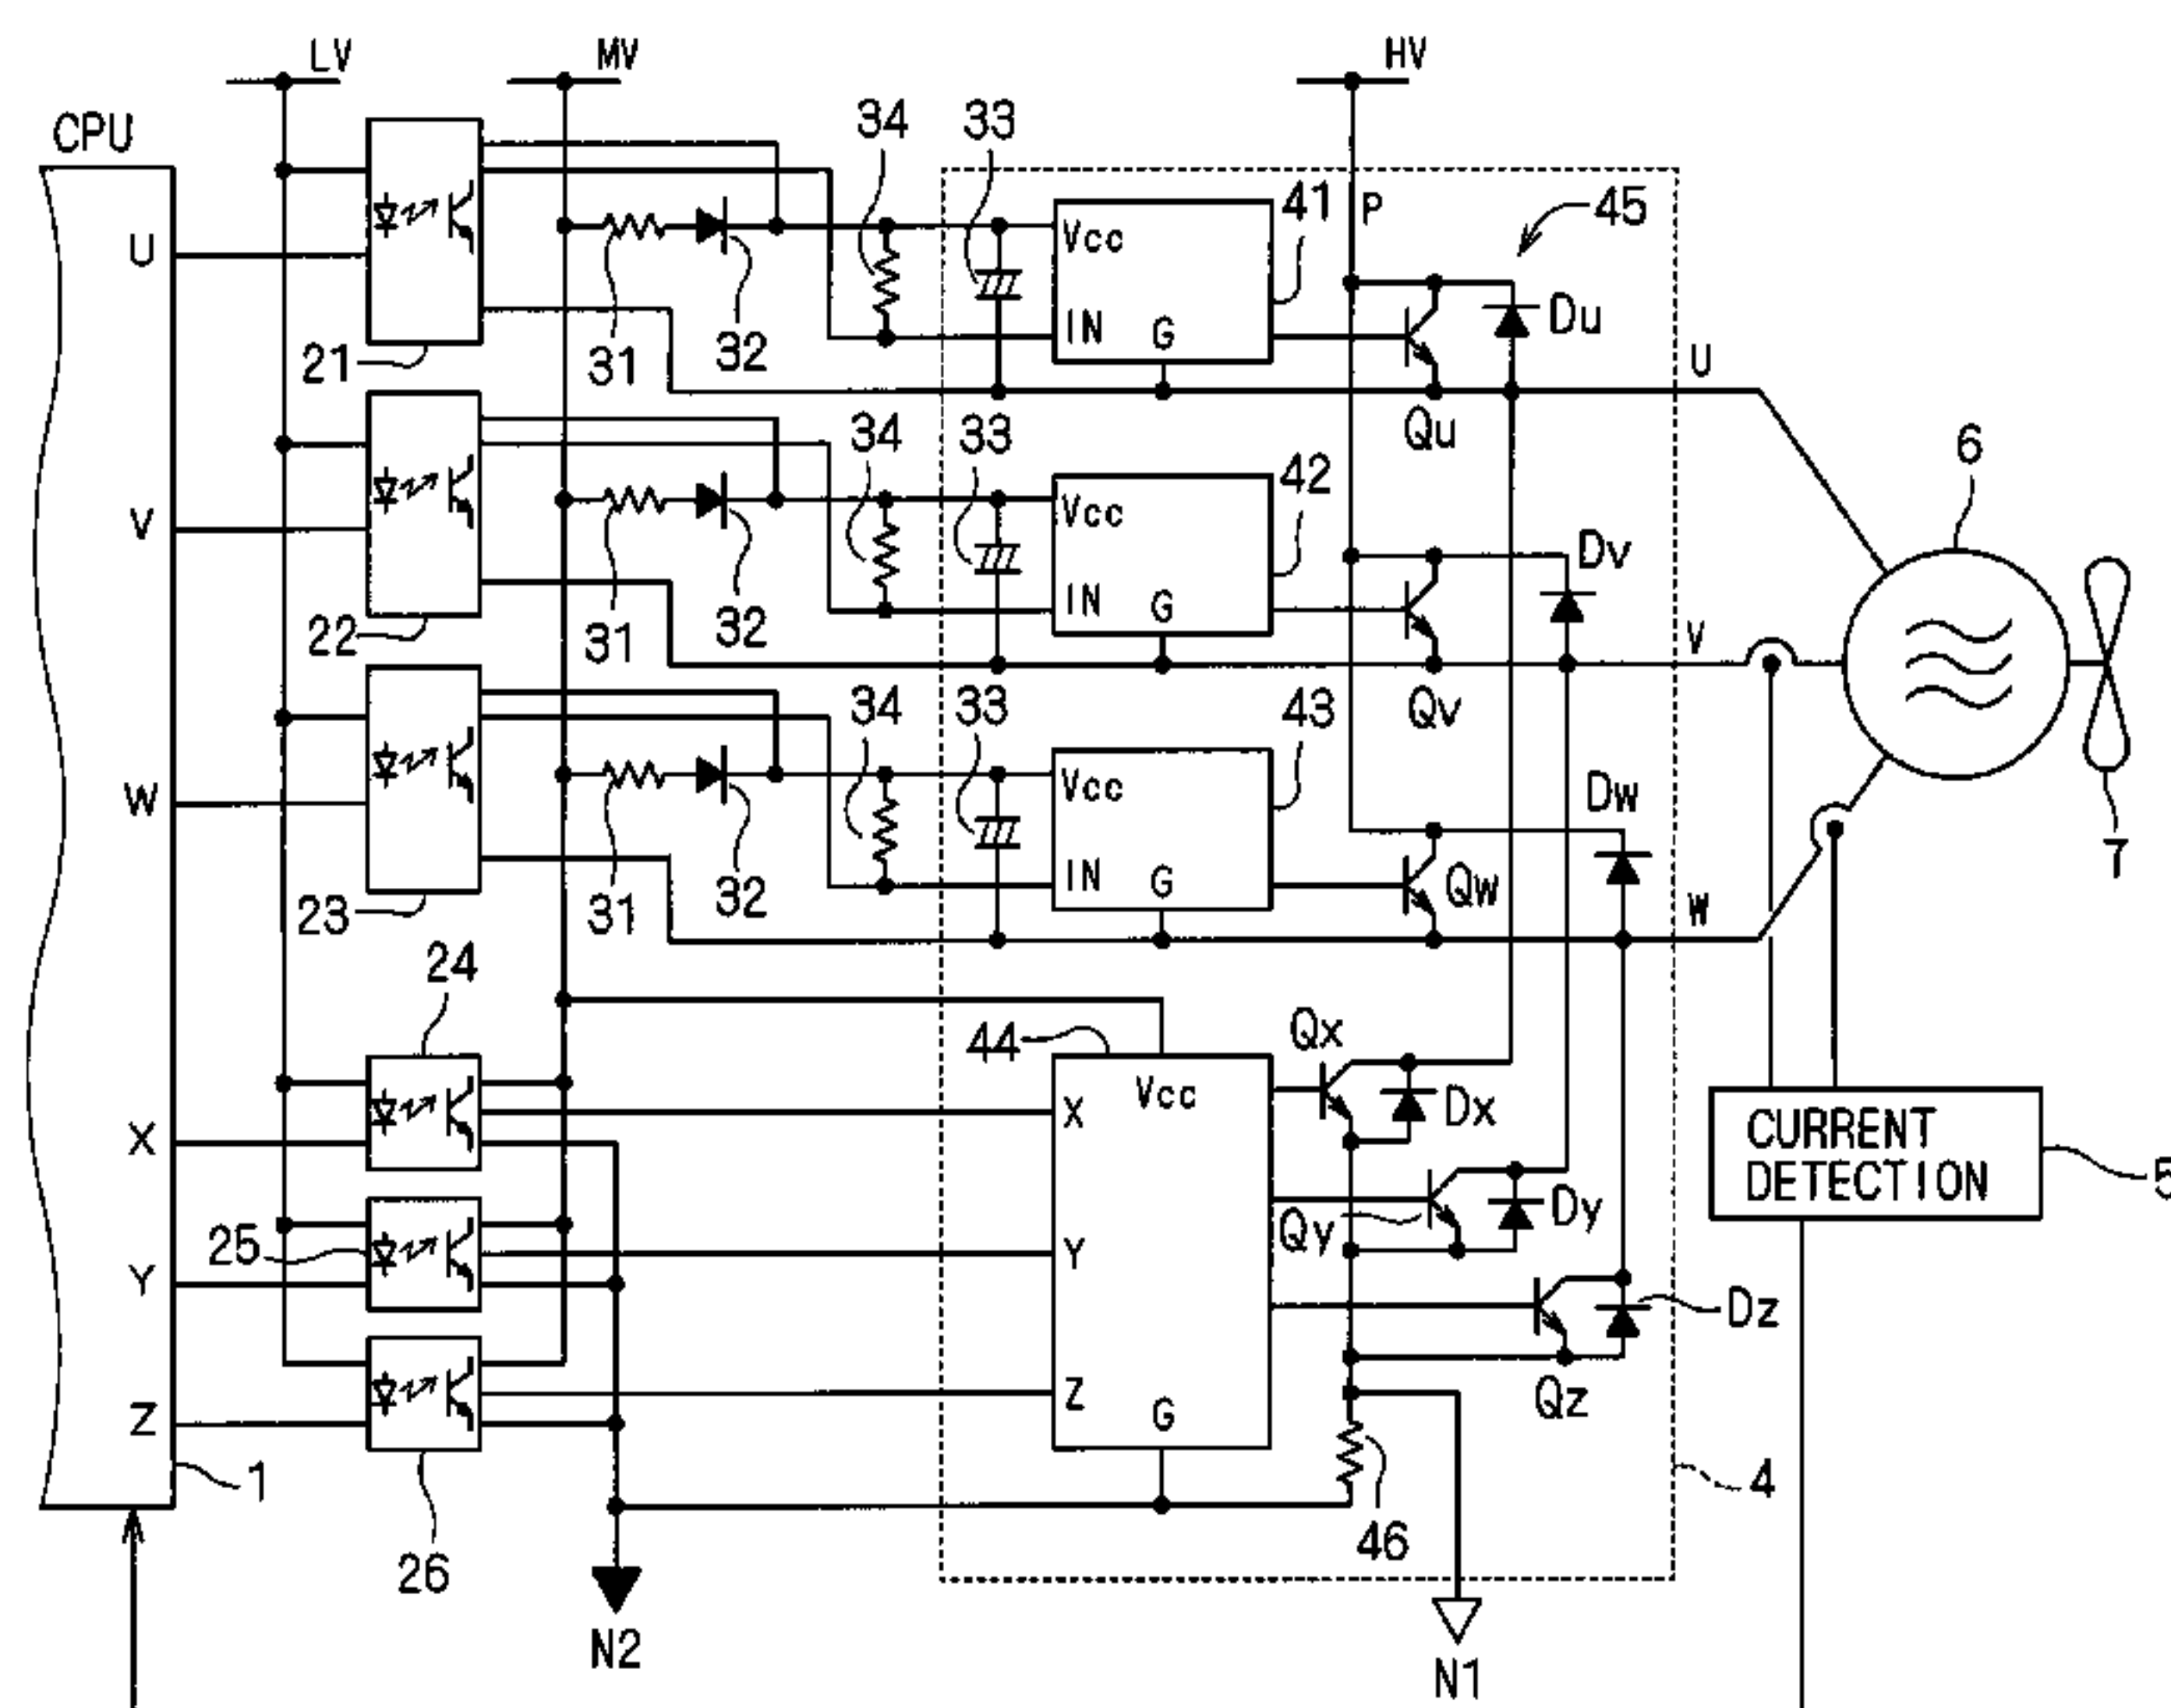 LV
MV
HV
CPU
34
33
P
41
45
Vcc
U
IN
G
Du
U
21
31
32
Qu
34
33
42
6
V
Vcc
Dv
IN
G
V
22
31
32
Qv
34
33
43
W
Vcc
Dw
7
IN
G
Qw
W
23
31
32
24
44
Qx
Vcc
X
X
Dx
CURRENT
DETECTION
5
25
Y
Y
Qy
Dy
Dz
Z
Z
G
Qz
1
4
26
46
N2
N1